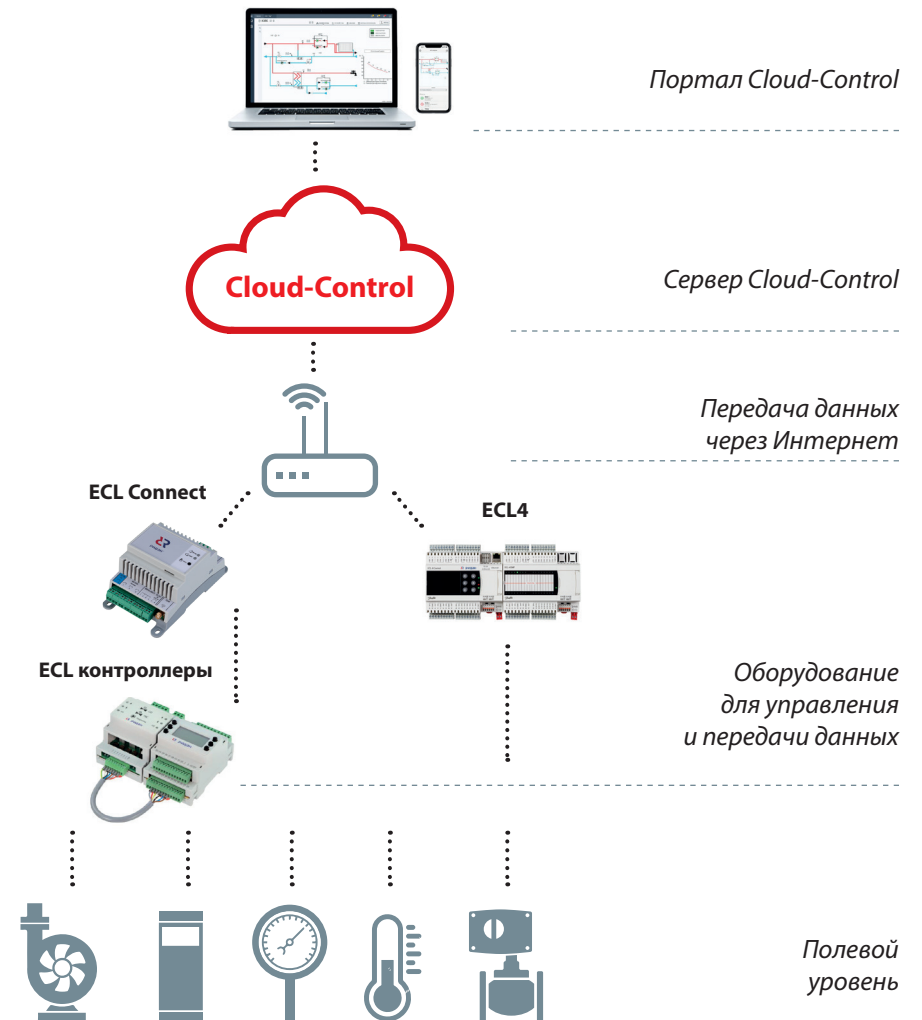 Портал Cloud-Control
Cloud-Control
Сервер Cloud-Control
Передача данных
через Интернет
ECL Connect
ECL4
ECL контроллеры
Оборудование
для управления
и передачи данных
Полевой
уровень